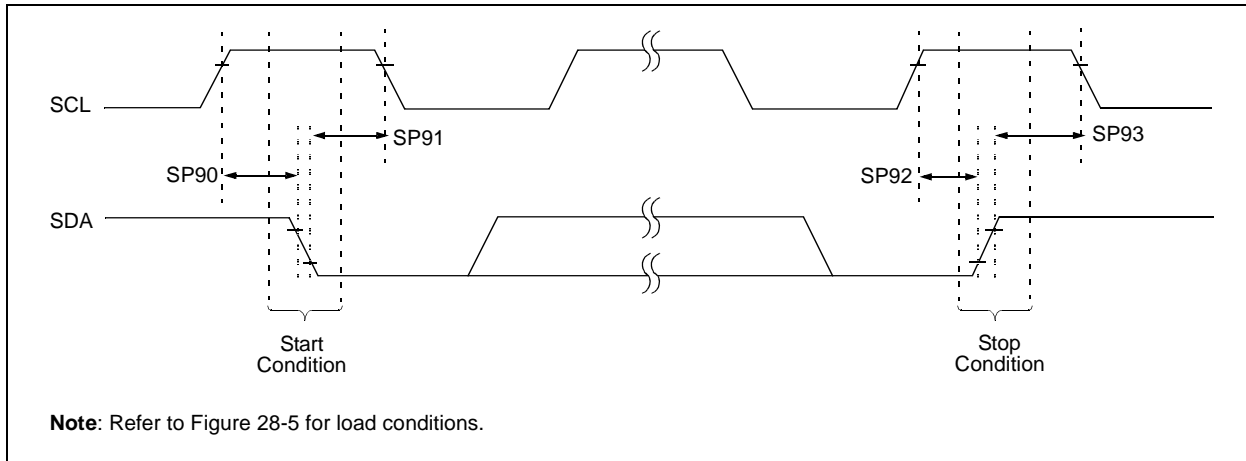 SCL
SP91
SP93
SP90
SP92
SDA
Start
Condition
Stop
Condition
Note: Refer to Figure 28-5 for load conditions.